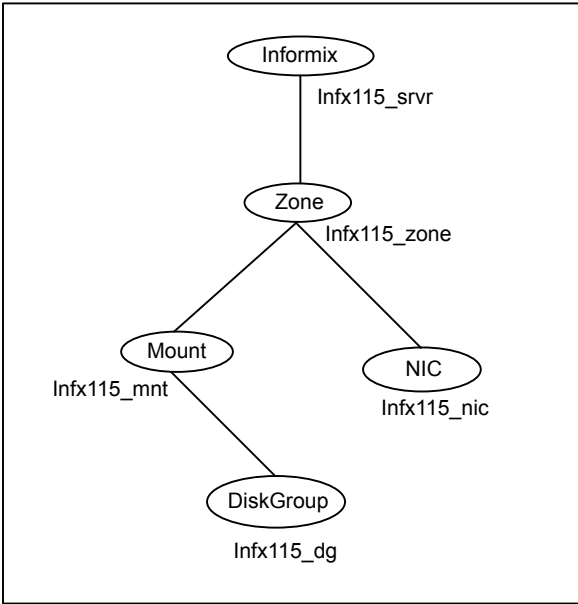 Informix
Infx115_srvr
Zone
Infx115_zone
Mount
Infx115_mnt
NIC
Infx115_nic
DiskGroup
Infx115_dg